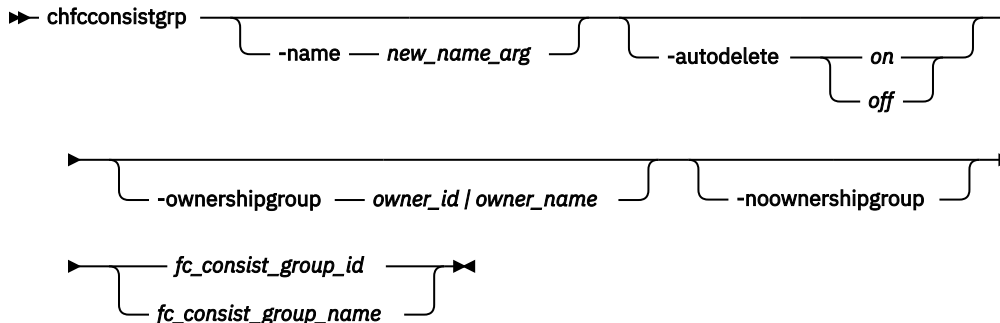 chfcconsistgrp
-name new_name_arg
-autodelete on
off
-ownershipgroup owner_id / owner_name
-noownershipgroup
fc_consist_group_id
fc_consist_group_name